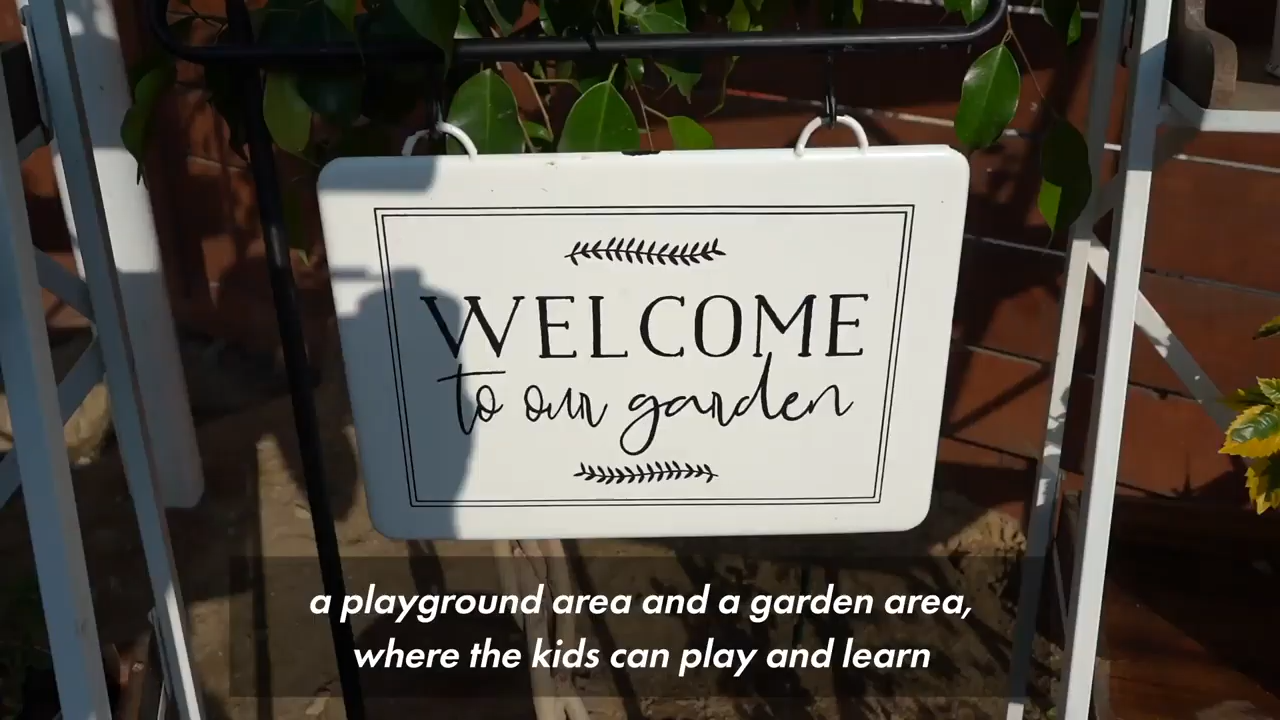 WELCOME
to our garden
a playground area and a garden area,
where the kids can play and learn